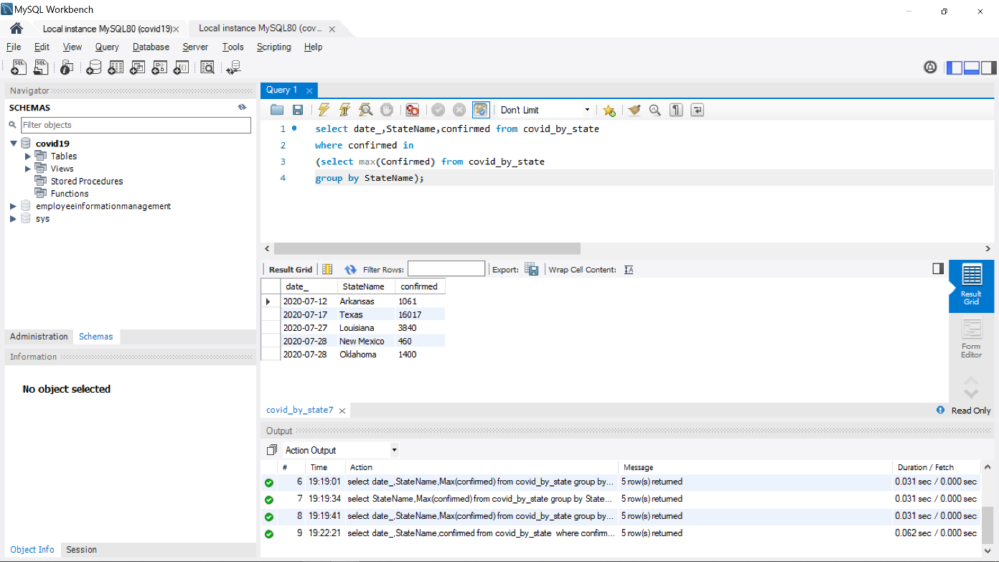 MySQL Workbench
Local instance MySQL80 (covid19)
Local instance MySQL80 (cov...
File Edit View Query Database Server Tools Scripting Help
Navigator
SCHEMAS
Filter objects
covid19
Tables
Views
Stored Procedures
Functions
employeeinformationmanagement
sys
Administration Schemas
Information
No object selected
Object Info Session
Query 1
Don't Limit
1 select date_,StateName,confirmed from covid_by_state
2 where confirmed in
3 (select max(Confirmed) from covid_by_state
4 group by StateName);
Result Grid Filter Rows: Export: Wrap Cell Content:
date_ StateName confirmed
2020-07-12 Arkansas 1061
2020-07-17 Texas 16017
2020-07-27 Louisiana 3840
2020-07-28 New Mexico 460
2020-07-28 Oklahoma 1400
Result
Grid
Form
Editor
covid_by_state7
Read Only
Output
Action Output
# Time Action Message Duration / Fetch
6 19:19:01 select date_,StateName,Max(confirmed) from covid_by_state group by... 5 row(s) returned 0.031 sec / 0.000 sec
7 19:19:34 select StateName,Max(confirmed) from covid_by_state group by State... 5 row(s) returned 0.031 sec / 0.000 sec
8 19:19:41 select date_,StateName,Max(confirmed) from covid_by_state group by... 5 row(s) returned 0.031 sec / 0.000 sec
9 19:22:21 select date_,StateName,confirmed from covid_by_state where confirm... 5 row(s) returned 0.062 sec / 0.000 sec